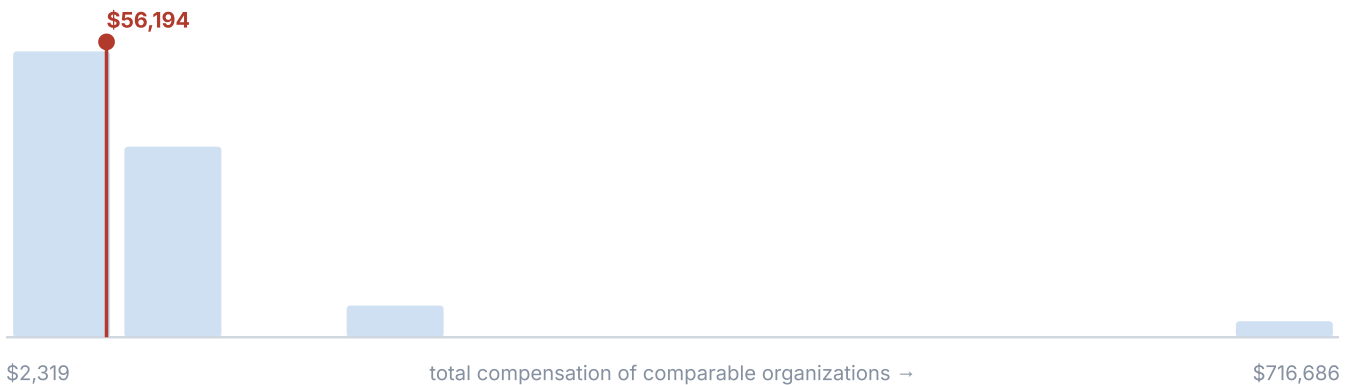 $56,194
$2,319
total compensation of comparable organizations →
$716,686